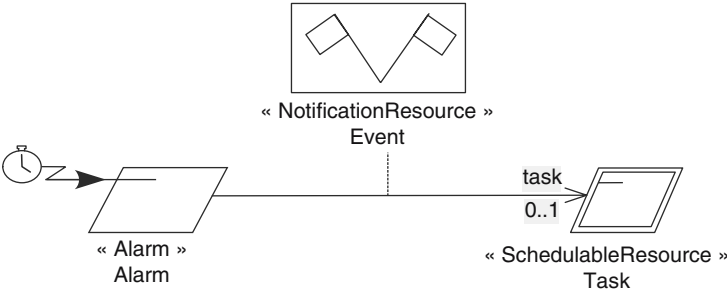 « NotificationResource »
Event
task
0..1
« Alarm »
Alarm
« SchedulableResource »
Task